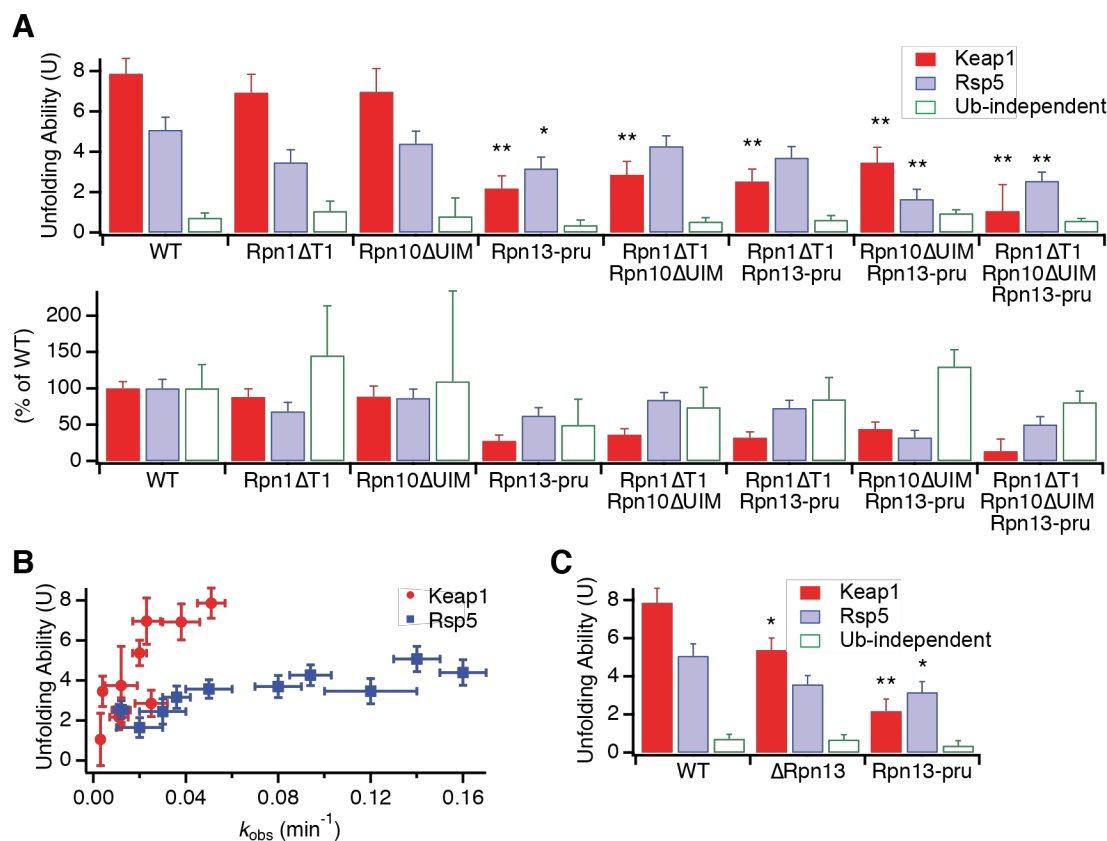 A
Unfolding Ability (U)
8
6
4
2
0
Keap1
Rsp5
Ub-independent
** * ** ** ** ** ** **
WT Rpn1ΔT1 Rpn10ΔUIM Rpn13-pru Rpn1ΔT1 Rpn1ΔT1 Rpn10ΔUIM Rpn1ΔT1
Rpn10ΔUIM Rpn13-pru Rpn13-pru Rpn10ΔUIM
Rpn13-pru
(% of WT)
200
150
100
50
0
WT Rpn1ΔT1 Rpn10ΔUIM Rpn13-pru Rpn1ΔT1 Rpn1ΔT1 Rpn10ΔUIM Rpn1ΔT1
Rpn10ΔUIM Rpn13-pru Rpn13-pru Rpn10ΔUIM
Rpn13-pru
B
Unfolding Ability (U)
8
6
4
2
0
Keap1
Rsp5
0.00 0.04 0.08 0.12 0.16
kobs (min-1)
C
Unfolding Ability (U)
8
6
4
2
0
Keap1
Rsp5
Ub-independent
* ** *
WT ΔRpn13 Rpn13-pru